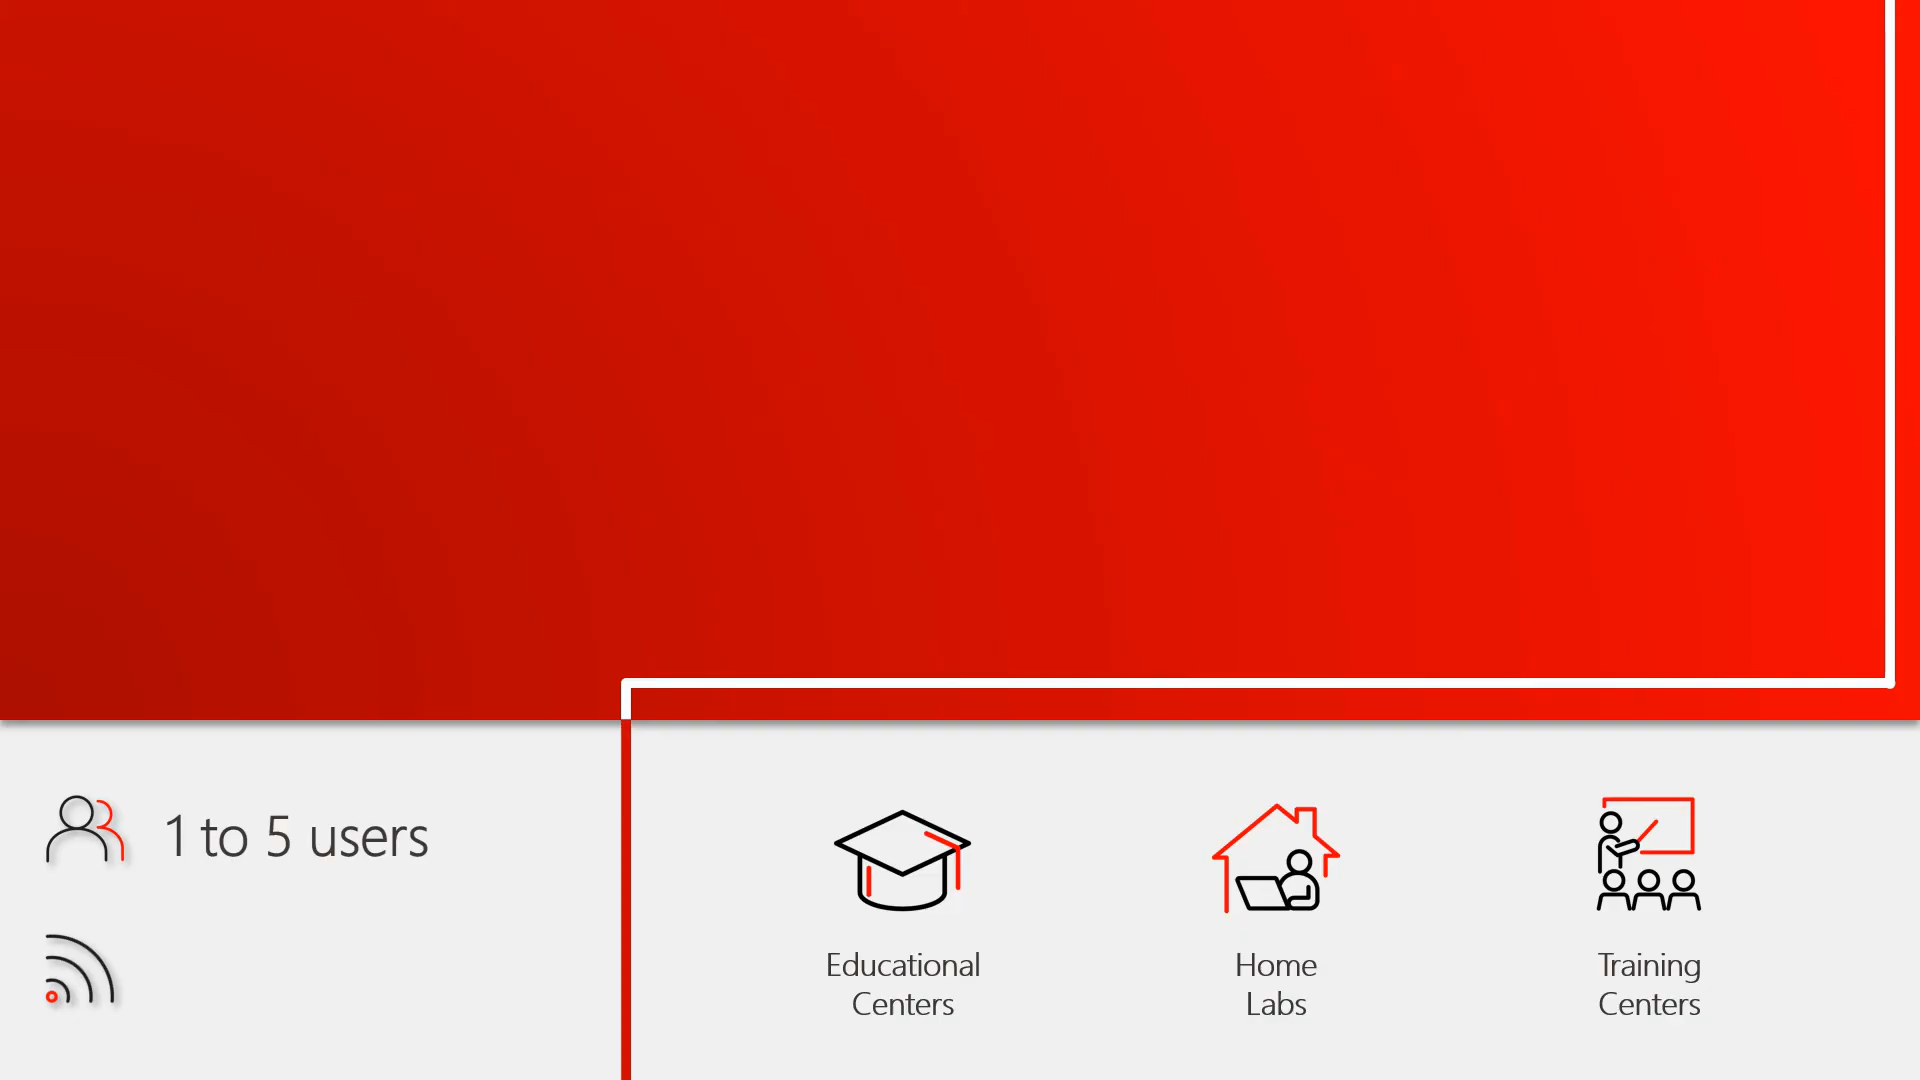 1 to 5 users
Educational
Centers
Home
Labs
Training
Centers